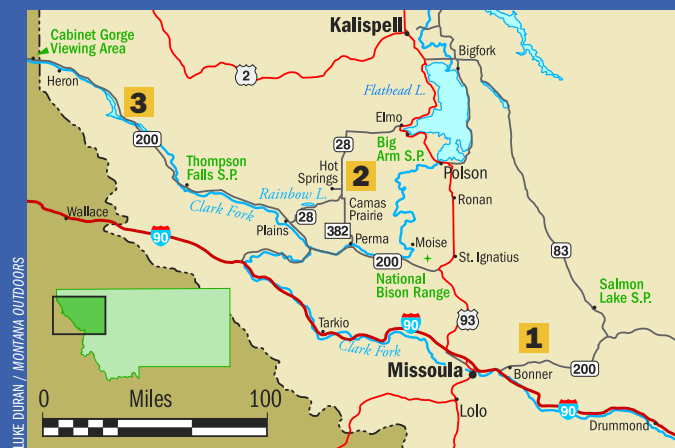 Kalispell
Cabinet Gorge
Viewing Area
Bigfork
2
Heron
Flathead L.
3
Elmo
200
28
Big
Arm S.P.
Thompson
Falls S.P.
Hot
Springs
2
Polson
Rainbow L.
Camas
Prairie
Ronan
Wallace
Clark Fork
28
Plains
382
Perma
Moise
90
200
St. Ignatius
83
National
Bison Range
Salmon
Lake S.P.
93
Tarkio
90
Clark Fork
1
Missoula
Bonner
200
0 Miles 100
Lolo
90
Drummond
LUKE DURAN / MONTANA OUTDOORS